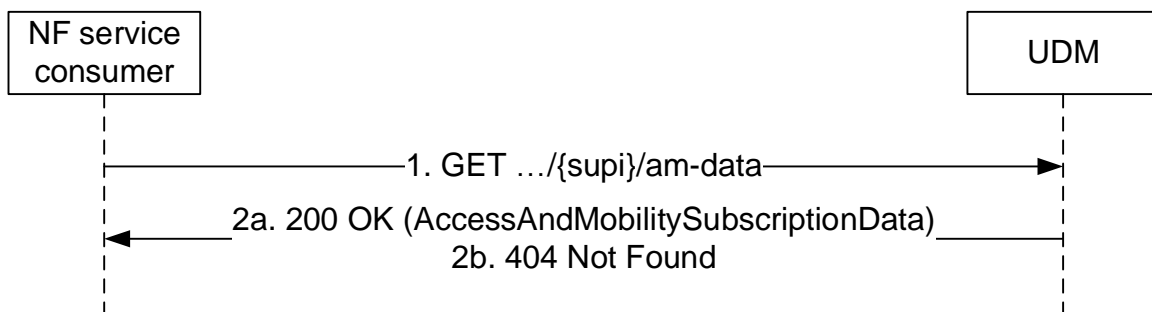 NF service
consumer
UDM
1. GET …/{supi}/am-data
2a. 200 OK (AccessAndMobilitySubscriptionData)
2b. 404 Not Found